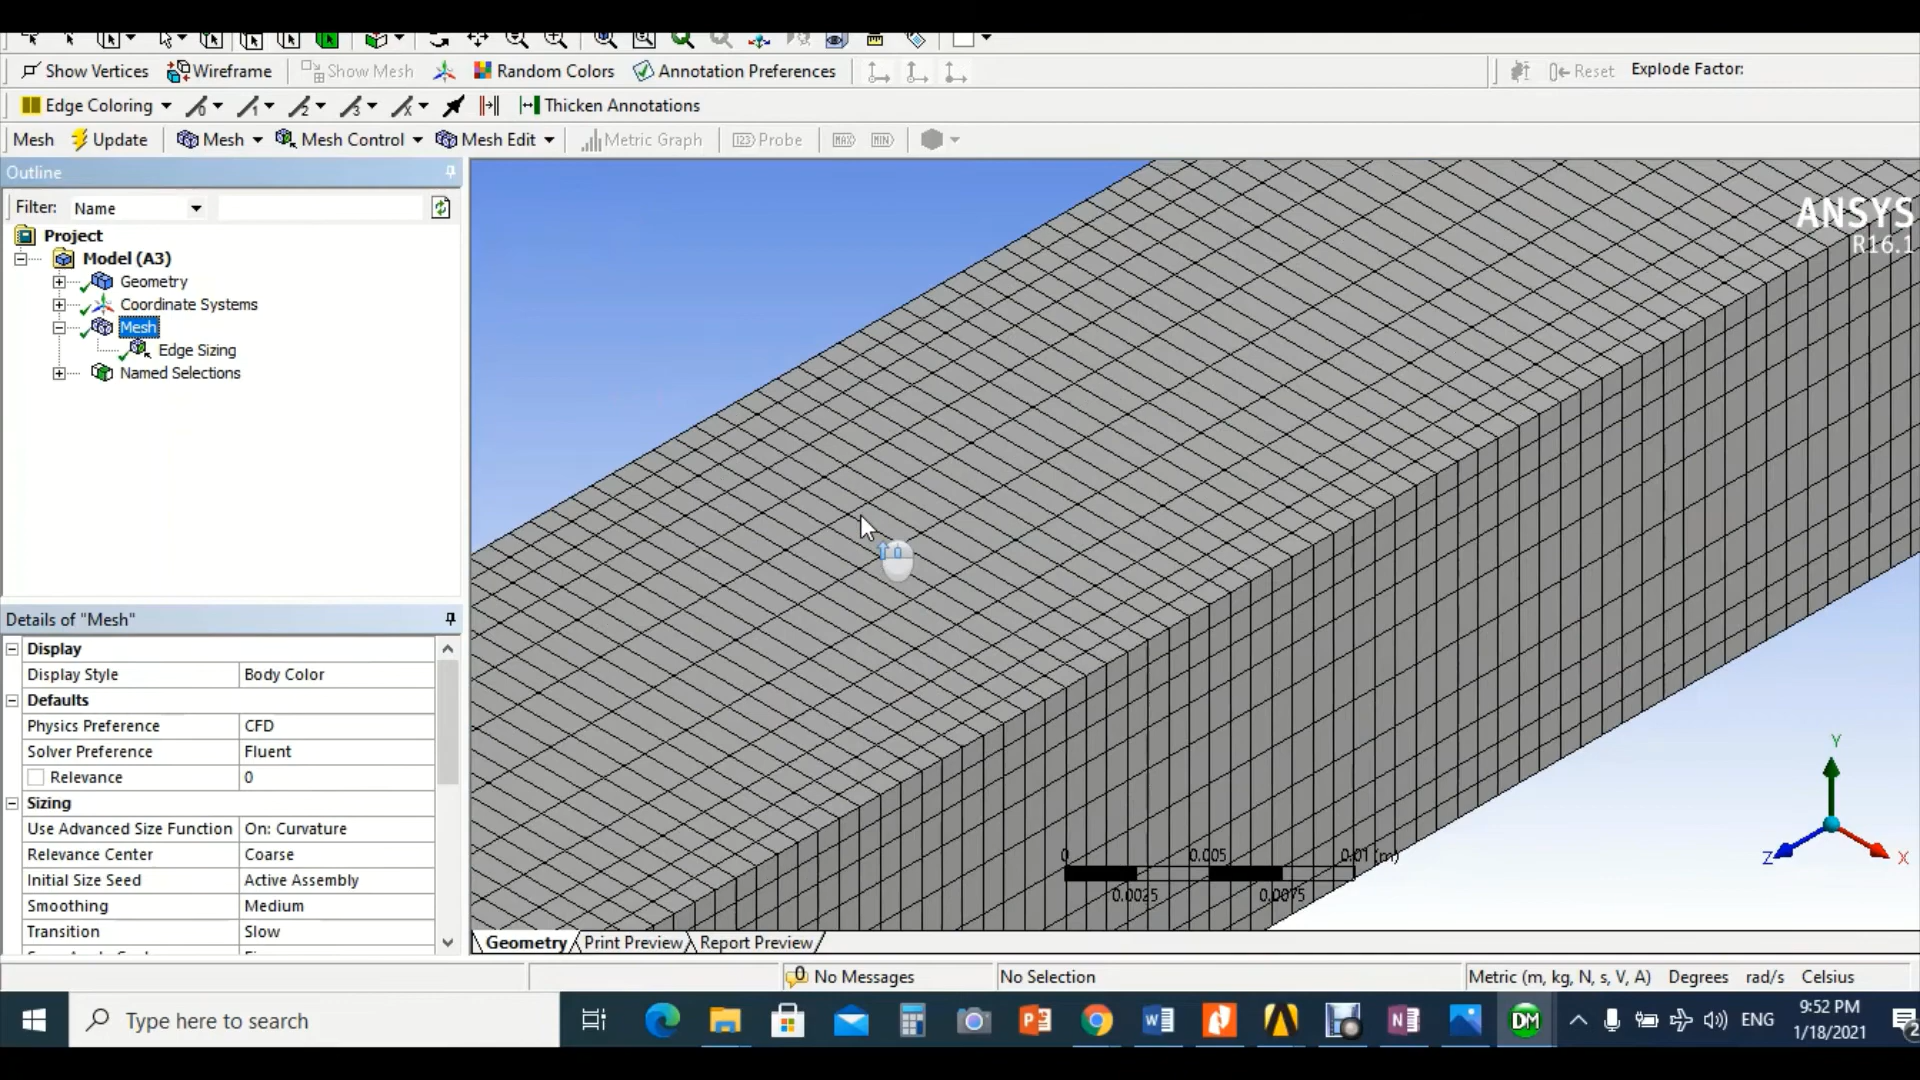 Show Vertices Wireframe Show Mesh Random Colors Annotation Preferences Reset Explode Factor:
Edge Coloring Thicken Annotations
Mesh Update Mesh Mesh Control Mesh Edit Metric Graph Probe MAX MIN
Outline
Filter: Name
Project
Model (A3)
Geometry
Coordinate Systems
Mesh
Edge Sizing
Named Selections
ANSYS
R16.1
Details of "Mesh"
Display
Display Style Body Color
Defaults
Physics Preference CFD
Solver Preference Fluent
Relevance 0
Sizing
Use Advanced Size Function On: Curvature
Relevance Center Coarse
Initial Size Seed Active Assembly
Smoothing Medium
Transition Slow
Y
Z X
0 0.005 0.01 (m)
0.0025 0.0075
Geometry Print Preview Report Preview
0 No Messages No Selection Metric (m, kg, N, s, V, A) Degrees rad/s Celsius
Type here to search DM ENG 9:52 PM
1/18/2021 2